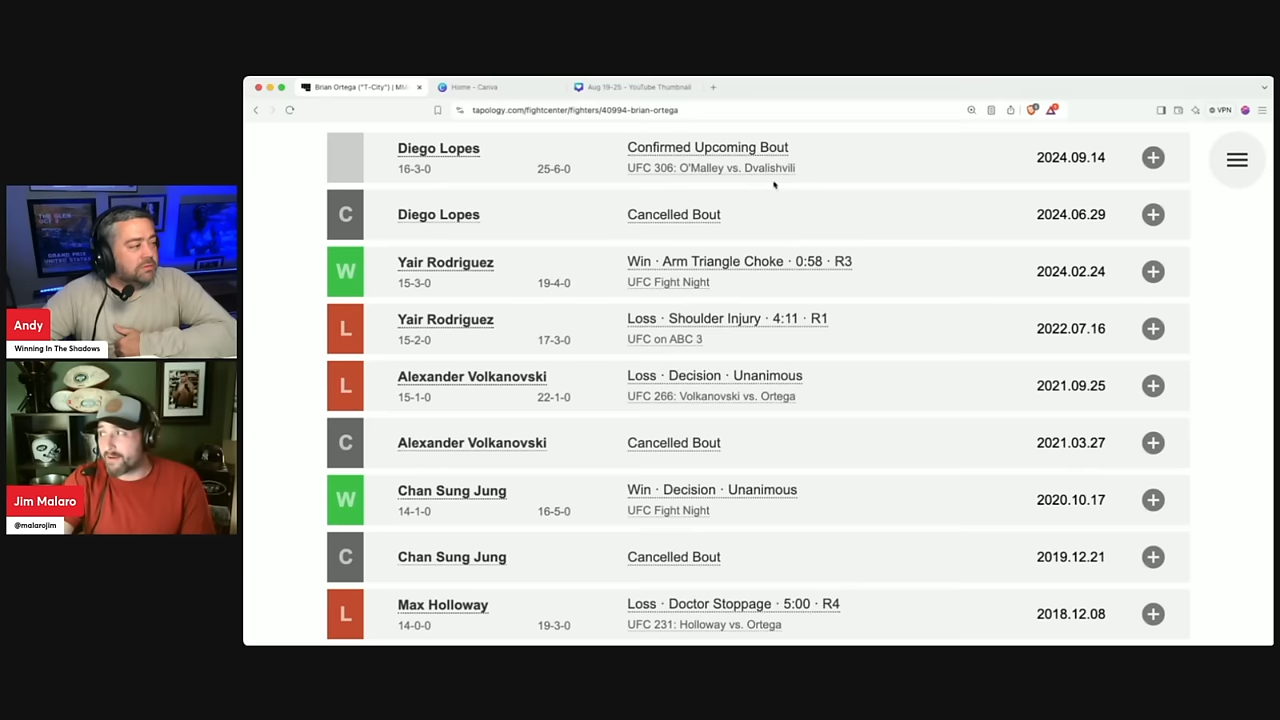 Brian Ortega ("T-City") | MM
Home - Canva
Aug 19-25 - YouTube Thumbnail
tapology.com/fightcenter/fighters/40994-brian-ortega
VPN
Diego Lopes
16-3-0
25-6-0
Confirmed Upcoming Bout
UFC 306: O'Malley vs. Dvalishvili
2024.09.14
C
Diego Lopes
Cancelled Bout
2024.06.29
W
Yair Rodriguez
15-3-0
19-4-0
Win · Arm Triangle Choke · 0:58 · R3
UFC Fight Night
2024.02.24
L
Yair Rodriguez
15-2-0
17-3-0
Loss · Shoulder Injury · 4:11 · R1
UFC on ABC 3
2022.07.16
L
Alexander Volkanovski
15-1-0
22-1-0
Loss · Decision · Unanimous
UFC 266: Volkanovski vs. Ortega
2021.09.25
C
Alexander Volkanovski
Cancelled Bout
2021.03.27
W
Chan Sung Jung
14-1-0
16-5-0
Win · Decision · Unanimous
UFC Fight Night
2020.10.17
C
Chan Sung Jung
Cancelled Bout
2019.12.21
L
Max Holloway
14-0-0
19-3-0
Loss · Doctor Stoppage · 5:00 · R4
UFC 231: Holloway vs. Ortega
2018.12.08
THE GLEN
OCT 5
GRAND PRIX
UNITED STATES
Andy
Winning In The Shadows
Jim Malaro
@malarojim